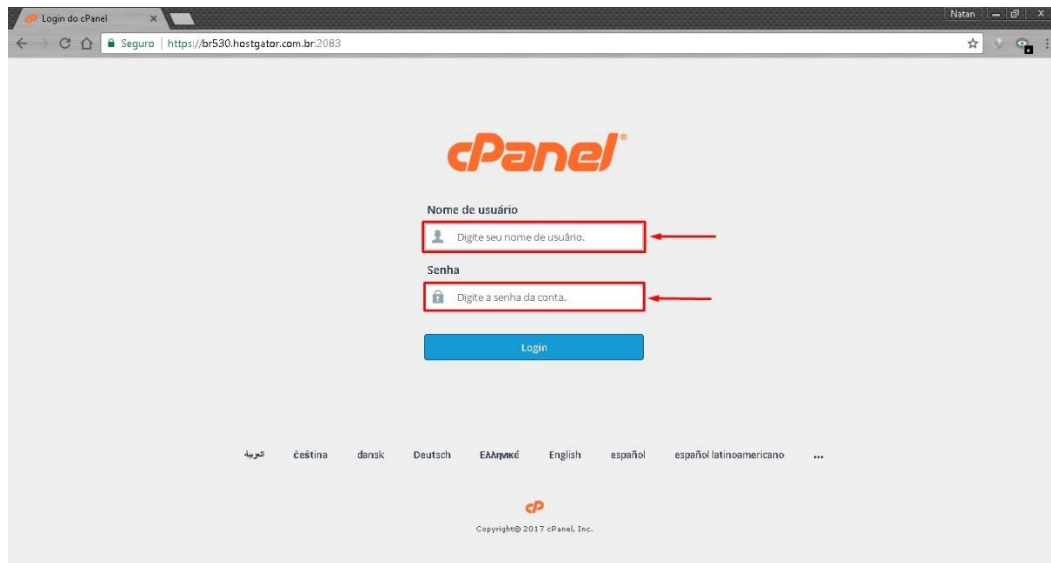 Login do cPanel
Natan
Seguro | https://br530.hostgator.com.br:2083
cPanel®
Nome de usuário
Digite seu nome de usuário.
Senha
Digite a senha da conta.
Login
العربية čeština dansk Deutsch Ελληνικά English español español latinoamericano ...
cP
Copyright© 2017 cPanel, Inc.